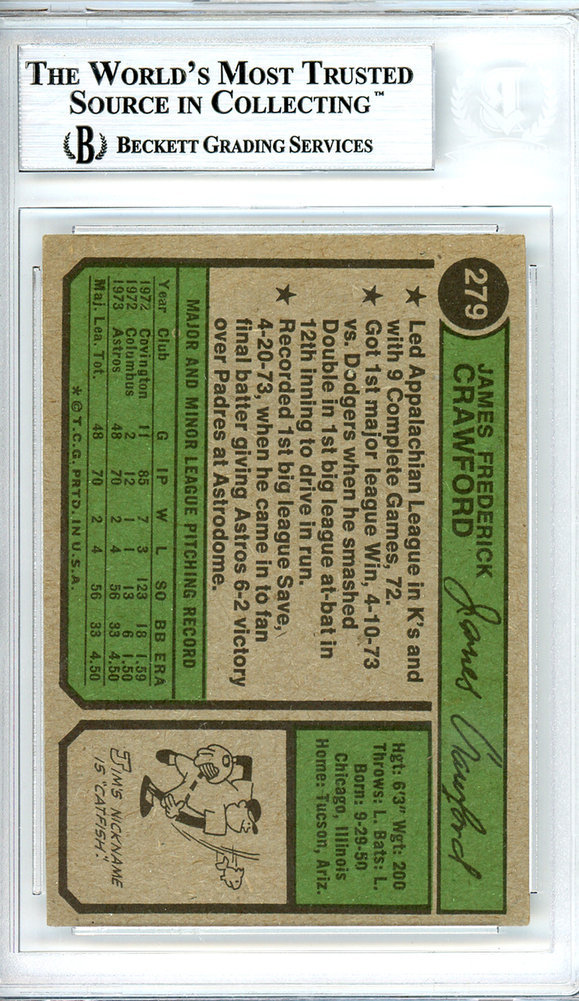 THE WORLD'S MOST TRUSTED
SOURCE IN COLLECTING™
B BECKETT GRADING SERVICES
279
JAMES FREDERICK
CRAWFORD
James Crawford
★ Led Appalachian League in K's and
with 9 Complete Games, 72.
★ Got 1st major league Win, 4-10-73
vs. Dodgers when he smashed
Double in 1st big league at-bat in
12th inning to drive in run.
★ Recorded 1st big league Save,
4-20-73, when he came in to fan
final batter giving Astros 6-2 victory
over Padres at Astrodome.
MAJOR AND MINOR LEAGUE PITCHING RECORD
Year Club G IP W L SO BB ERA
1972 Covington 11 85 7 3 123 18 1.59
1972 Columbus 2 12 1 1 13 6 1.50
1973 Astros 48 70 2 4 56 33 4.50
Maj. Lea. Tot. 48 70 2 4 56 33 4.50
* © T.C.G. PRTD. IN U.S.A.
Hgt: 6'3" Wgt: 200
Throws: L. Bats: L.
Born: 9-29-50
Chicago, Illinois
Home: Tucson, Ariz.
JIM'S NICKNAME
IS "CATFISH."